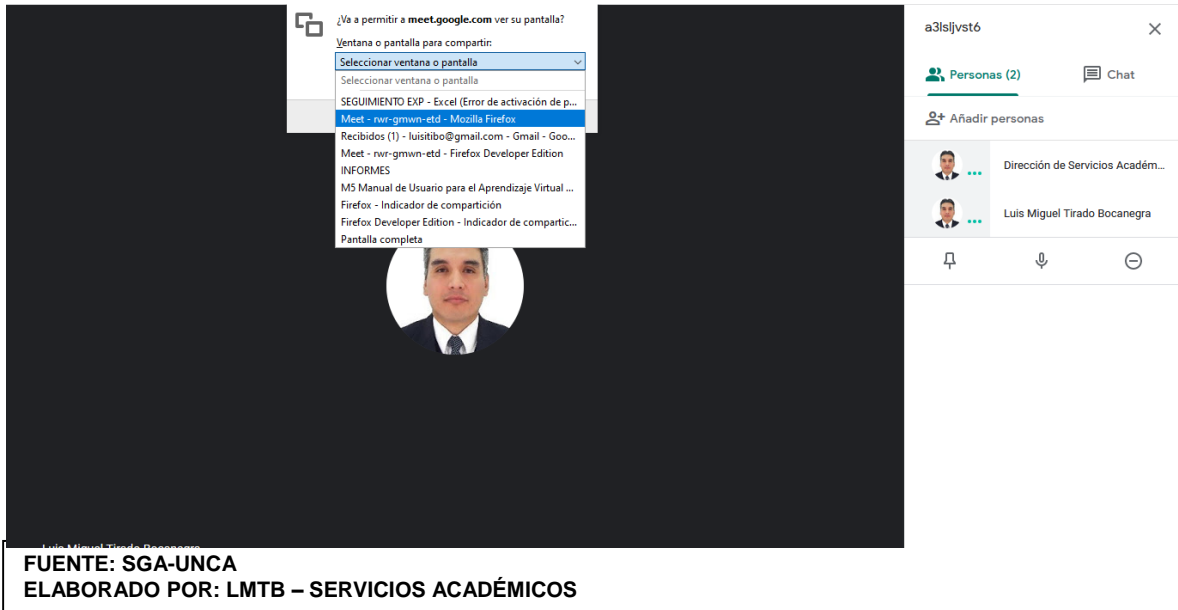 ¿Va a permitir a meet.google.com ver su pantalla?
Ventana o pantalla para compartir:
Seleccionar ventana o pantalla
Seleccionar ventana o pantalla
SEGUIMIENTO EXP - Excel (Error de activación de p...
Meet - rwr-gmwn-etd - Mozilla Firefox
Recibidos (1) - luisitibo@gmail.com - Gmail - Goo...
Meet - rwr-gmwn-etd - Firefox Developer Edition
INFORMES
M5 Manual de Usuario para el Aprendizaje Virtual ...
Firefox - Indicador de compartición
Firefox Developer Edition - Indicador de compartic...
Pantalla completa
a3lsljvst6
Personas (2)
Chat
Añadir personas
Dirección de Servicios Académ...
Luis Miguel Tirado Bocanegra
Luis Miguel Tirado Bocanegra
FUENTE: SGA-UNCA
ELABORADO POR: LMTB – SERVICIOS ACADÉMICOS